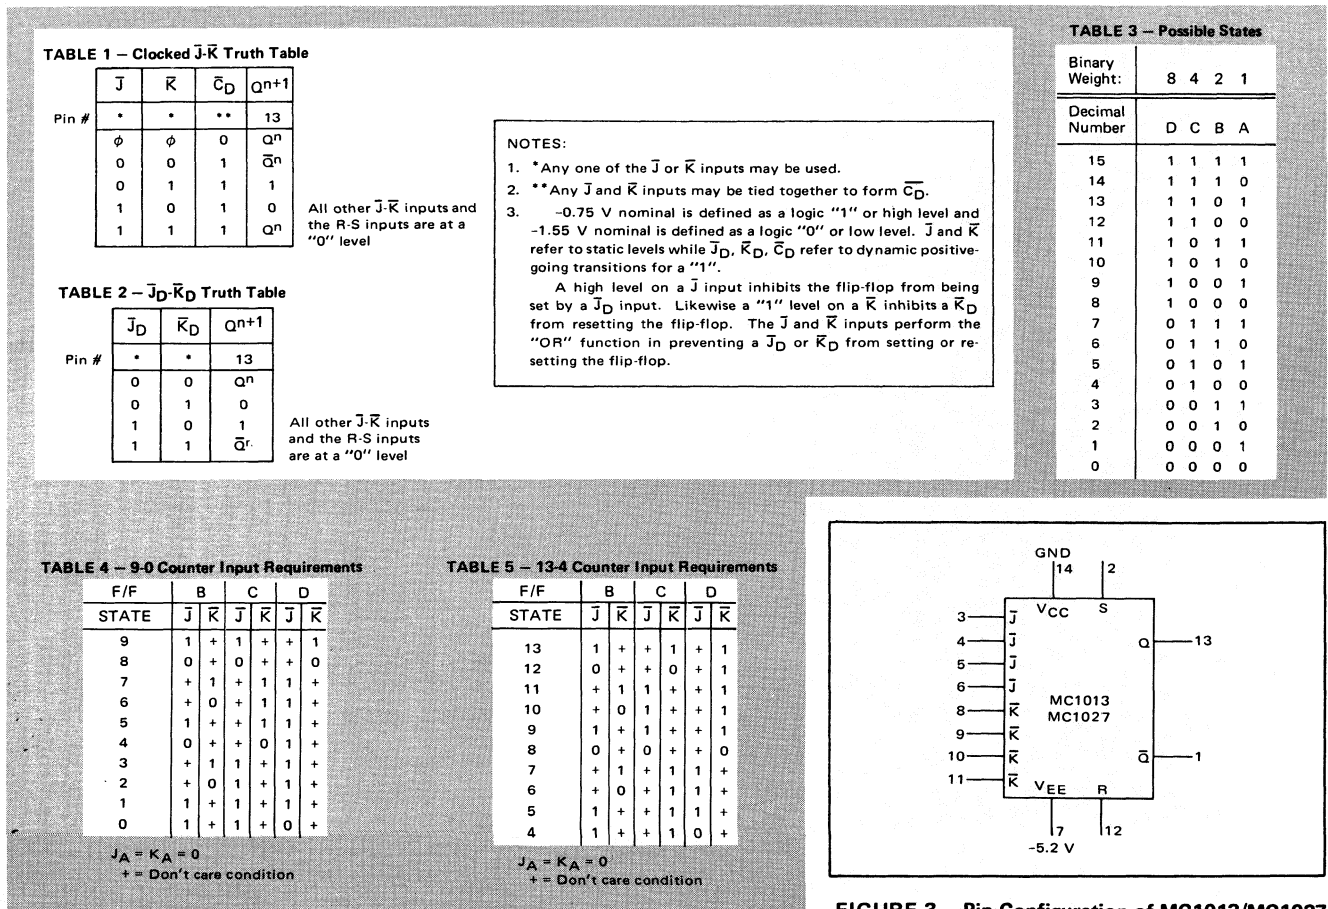 TABLE 1 — Clocked J̅-K̅ Truth Table
J̅ K̅ C̅D Qn+1
Pin # * * ** 13
ϕ ϕ 0 Qn
0 0 1 Q̅n
0 1 1 1
1 0 1 0
1 1 1 Qn
All other J̅-K̅ inputs and
the R-S inputs are at a
"0" level
TABLE 2 — J̅D-K̅D Truth Table
J̅D K̅D Qn+1
Pin # * * 13
0 0 Qn
0 1 0
1 0 1
1 1 Q̅r.
All other J̅-K̅ inputs
and the R-S inputs
are at a "0" level
NOTES:
1. *Any one of the J̅ or K̅ inputs may be used.
2. **Any J̅ and K̅ inputs may be tied together to form C̅D̅.
3. -0.75 V nominal is defined as a logic "1" or high level and
-1.55 V nominal is defined as a logic "0" or low level. J̅ and K̅
refer to static levels while J̅D, K̅D, C̅D refer to dynamic positive-
going transitions for a "1".
A high level on a J̅ input inhibits the flip-flop from being
set by a J̅D input. Likewise a "1" level on a K̅ inhibits a K̅D
from resetting the flip-flop. The J̅ and K̅ inputs perform the
"OR" function in preventing a J̅D or K̅D from setting or re-
setting the flip-flop.
TABLE 3 — Possible States
Binary
Weight: 8 4 2 1
Decimal
Number D C B A
15 1 1 1 1
14 1 1 1 0
13 1 1 0 1
12 1 1 0 0
11 1 0 1 1
10 1 0 1 0
9 1 0 0 1
8 1 0 0 0
7 0 1 1 1
6 0 1 1 0
5 0 1 0 1
4 0 1 0 0
3 0 0 1 1
2 0 0 1 0
1 0 0 0 1
0 0 0 0 0
TABLE 4 — 9-0 Counter Input Requirements
F/F B C D
STATE J̅ K̅ J̅ K̅ J̅ K̅
9 1 + 1 + + 1
8 0 + 0 + + 0
7 + 1 + 1 1 +
6 + 0 + 1 1 +
5 1 + + 1 1 +
4 0 + + 0 1 +
3 + 1 1 + 1 +
2 + 0 1 + 1 +
1 1 + 1 + 1 +
0 1 + 1 + 0 +
JA = KA = 0
+ = Don't care condition
TABLE 5 — 13-4 Counter Input Requirements
F/F B C D
STATE J̅ K̅ J̅ K̅ J̅ K̅
13 1 + + 1 + 1
12 0 + + 0 + 1
11 + 1 1 + + 1
10 + 0 1 + + 1
9 1 + 1 + + 1
8 0 + 0 + + 0
7 + 1 + 1 1 +
6 + 0 + 1 1 +
5 1 + + 1 1 +
4 1 + + 1 0 +
JA = KA = 0
+ = Don't care condition
GND
14 2
VCC S
3 J̅
4 J̅ Q 13
5 J̅
6 J̅
MC1013
8 K̅
MC1027
9 K̅
10 K̅ Q̅ 1
11 K̅
VEE R
7 12
-5.2 V
FIGURE 3 — Pin Configuration of MC1013/MC1027